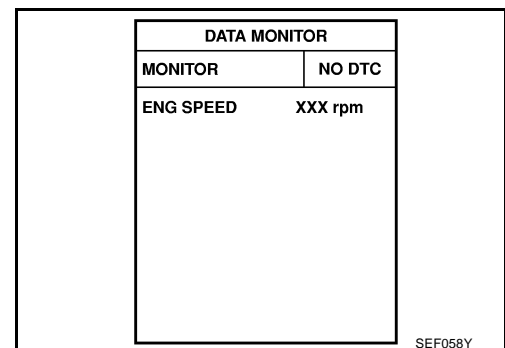 DATA MONITOR
MONITOR NO DTC
ENG SPEED XXX rpm
SEF058Y